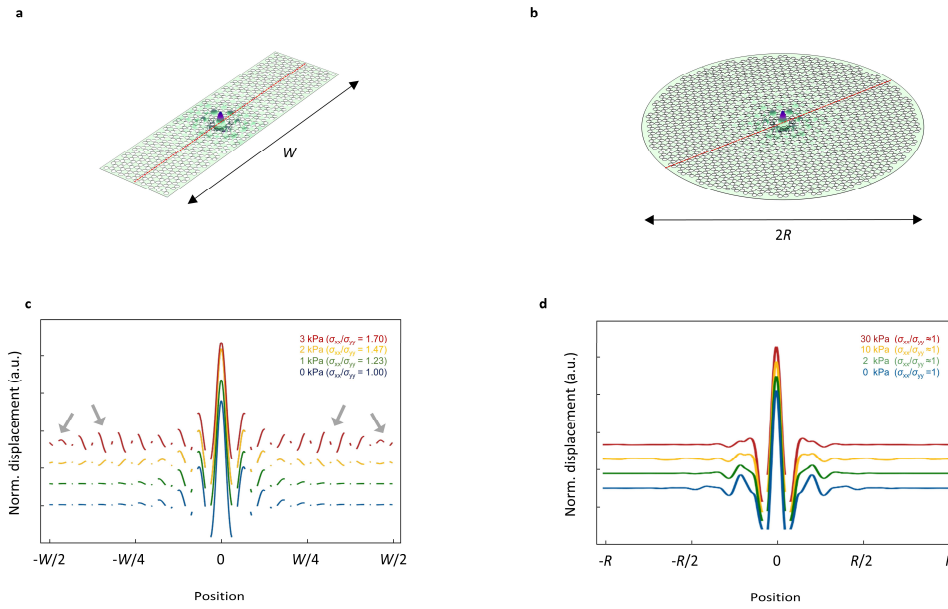 a
b
W
2R
c
d
3 kPa (σxx/σyy = 1.70)
2 kPa (σxx/σyy = 1.47)
1 kPa (σxx/σyy = 1.23)
0 kPa (σxx/σyy = 1.00)
Norm. displacement (a.u.)
-W/2 -W/4 0 W/4 W/2
Position
30 kPa (σxx/σyy ≈1)
10 kPa (σxx/σyy ≈1)
2 kPa (σxx/σyy ≈1)
0 kPa (σxx/σyy =1)
Norm. displacement (a.u.)
-R -R/2 0 R/2
Position